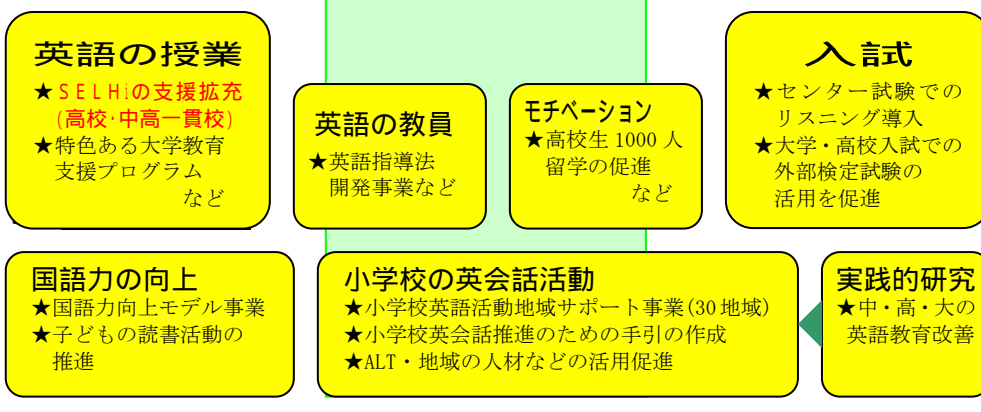 英語の授業
★SELHiの支援拡充
(高校･中高一貫校)
★特色ある大学教育
支援プログラム
など
英語の教員
★英語指導法
開発事業など
モチベーション
★高校生1000人
留学の促進
など
入試
★センター試験での
リスニング導入
★大学・高校入試での
外部検定試験の
活用を促進
国語力の向上
★国語力向上モデル事業
★子どもの読書活動の
推進
小学校の英会話活動
★小学校英語活動地域サポート事業(30地域)
★小学校英会話推進のための手引の作成
★ALT・地域の人材などの活用促進
実践的研究
★中・高・大の
英語教育改善